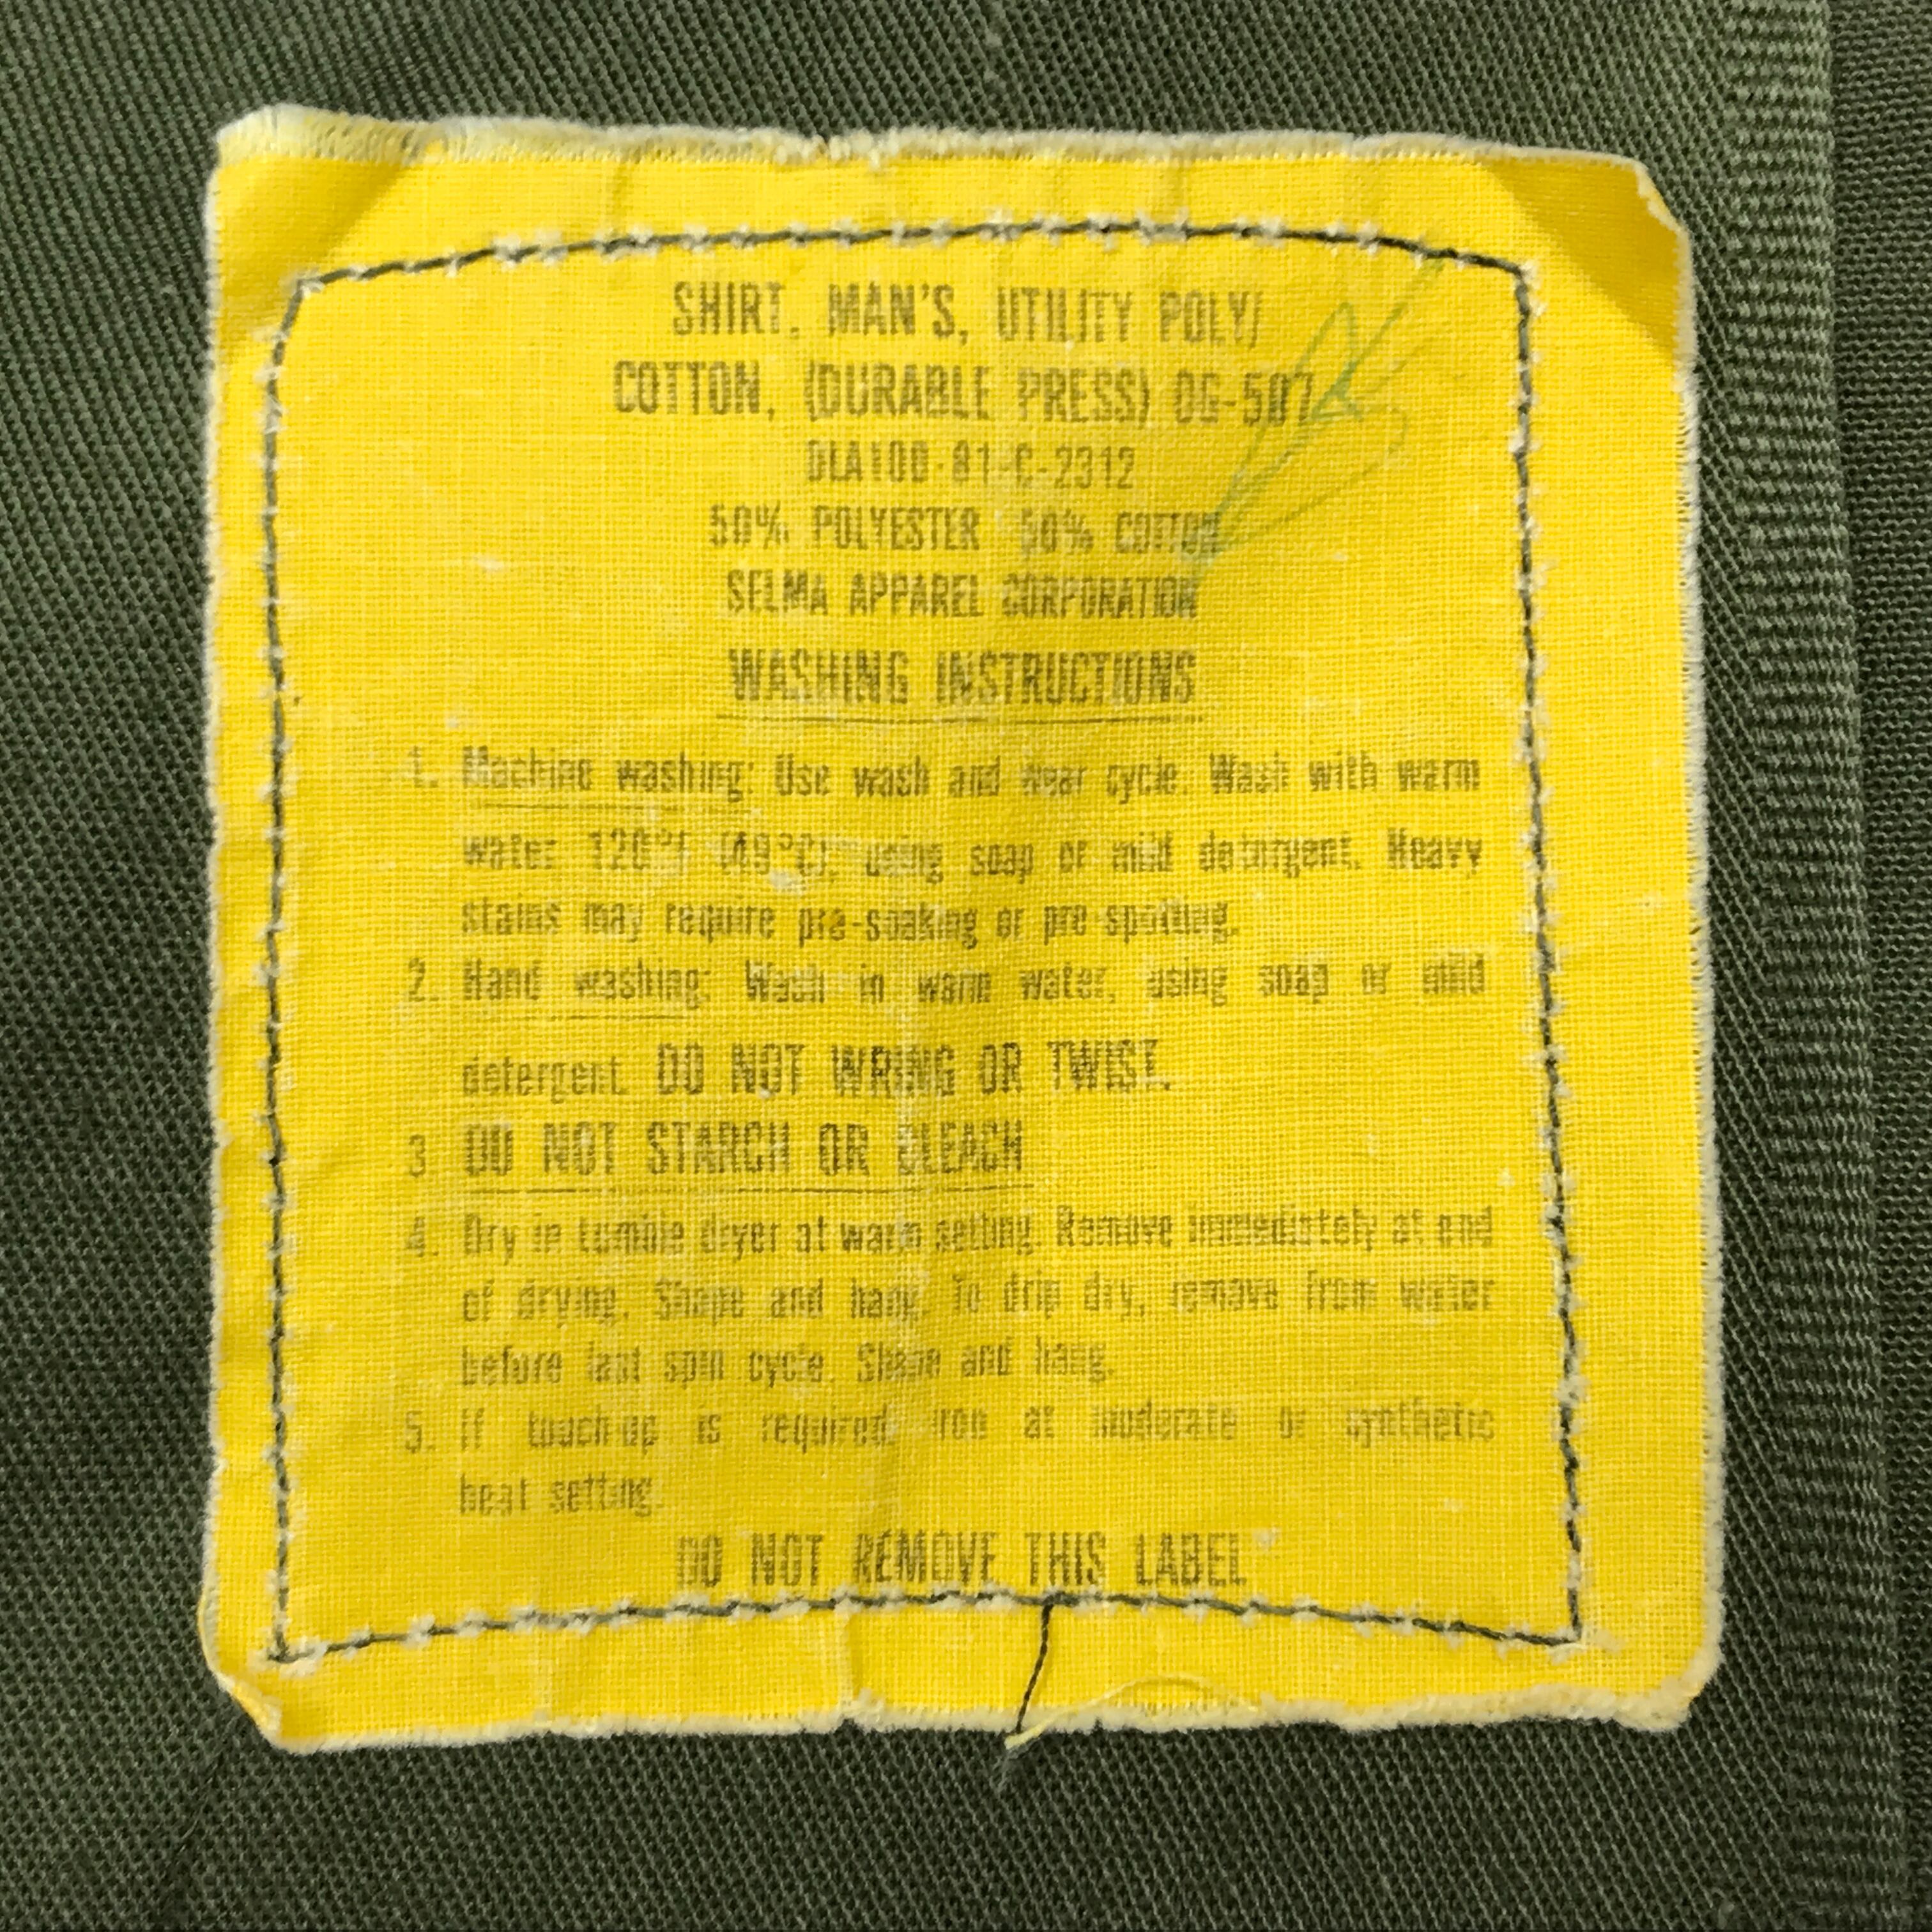 SHIRT, MAN'S, UTILITY POLY/
COTTON, (DURABLE PRESS) OG-507
DLA100-81-C-2312
50% POLYESTER 50% COTTON
SELMA APPAREL CORPORATION
WASHING INSTRUCTIONS
1. Machine washing: Use wash and wear cycle. Wash with warm
water 120°F (49°C), using soap or mild detergent. Heavy
stains may require pre-soaking or pre-spotting.
2. Hand washing: Wash in warm water, using soap or mild
detergent. DO NOT WRING OR TWIST.
3 DO NOT STARCH OR BLEACH
4. Dry in tumble dryer at warm setting. Remove immediately at end
of drying. Shape and hang. To drip dry, remove from water
before last spin cycle. Shape and hang.
5. If touch-up is required, iron at moderate or synthetic
heat setting.
DO NOT REMOVE THIS LABEL